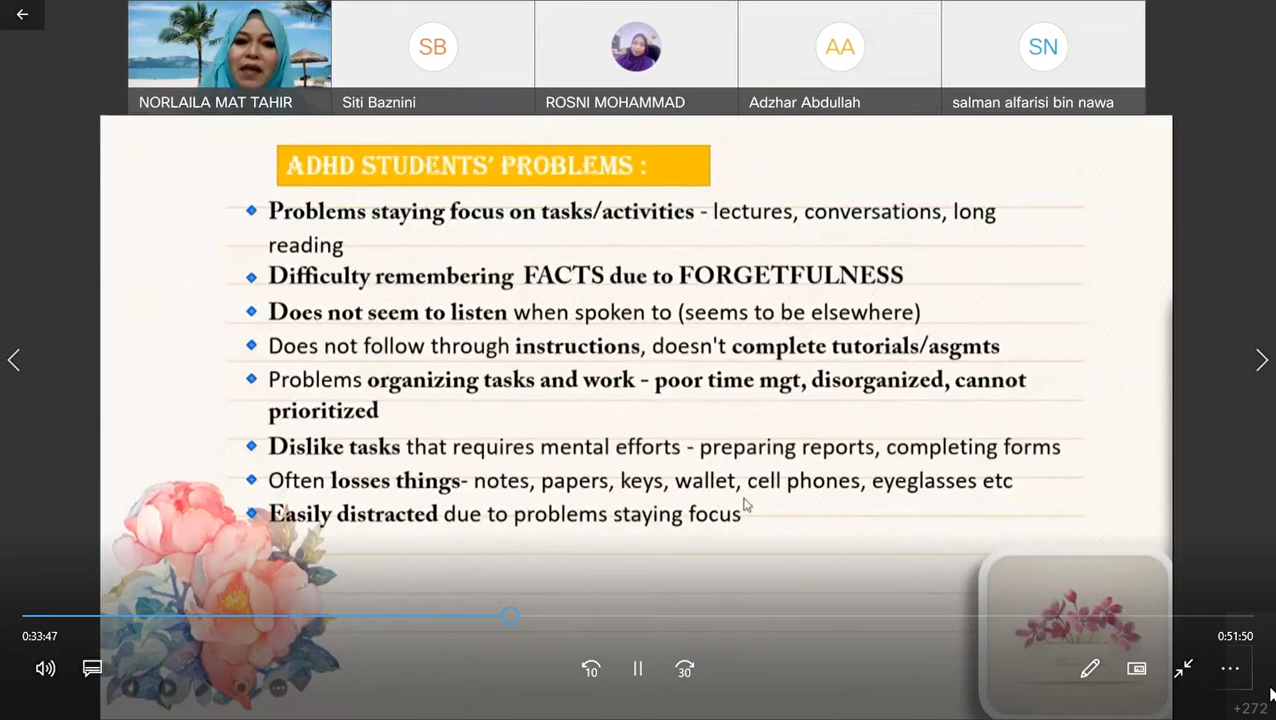 SB
AA
SN
NORLAILA MAT TAHIR
Siti Baznini
ROSNI MOHAMMAD
Adzhar Abdullah
salman alfarisi bin nawa
ADHD STUDENTS' PROBLEMS :
Problems staying focus on tasks/activities - lectures, conversations, long
reading
Difficulty remembering FACTS due to FORGETFULNESS
Does not seem to listen when spoken to (seems to be elsewhere)
Does not follow through instructions, doesn't complete tutorials/asgmts
Problems organizing tasks and work - poor time mgt, disorganized, cannot
prioritized
Dislike tasks that requires mental efforts - preparing reports, completing forms
Often losses things- notes, papers, keys, wallet, cell phones, eyeglasses etc
Easily distracted due to problems staying focus
0:33:47
0:51:50
10
30
+272